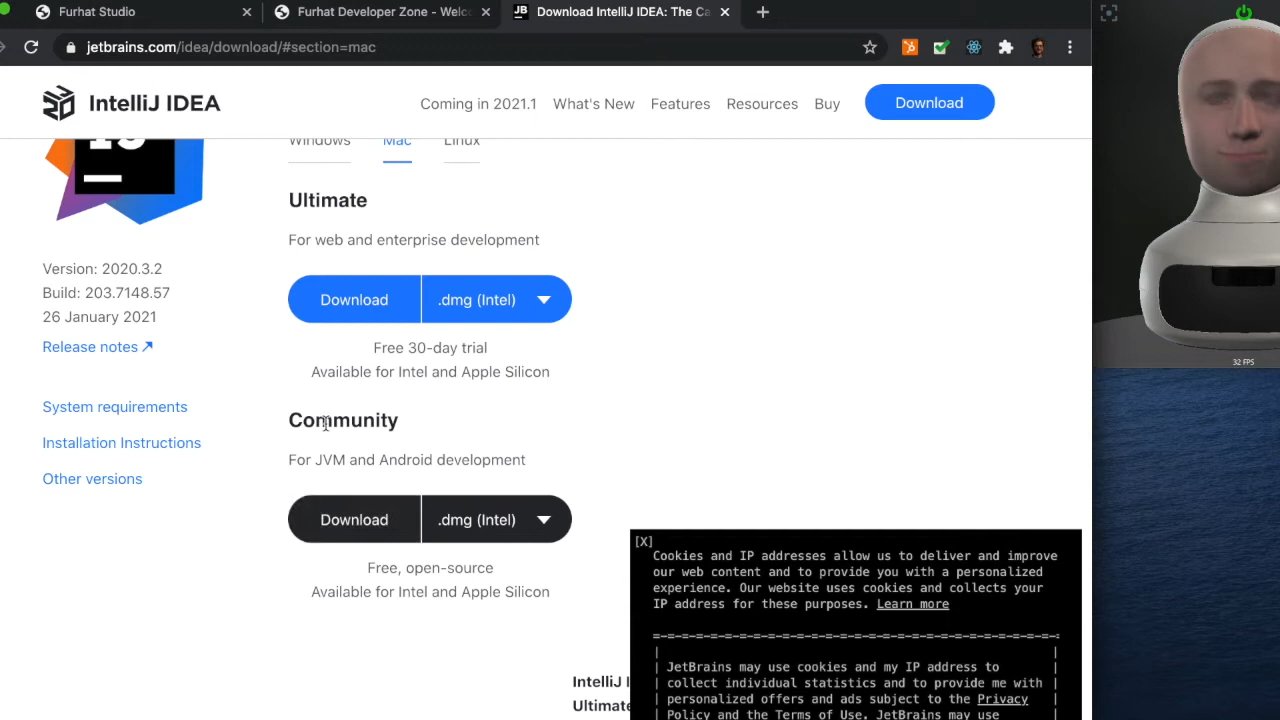 Furhat Studio
Furhat Developer Zone - Welc
JB
Download IntelliJ IDEA: The Ca
jetbrains.com/idea/download/#section=mac
IntelliJ IDEA
Coming in 2021.1
What's New
Features
Resources
Buy
Download
Windows
Mac
Linux
Ultimate
For web and enterprise development
Download
.dmg (Intel)
Free 30-day trial
Available for Intel and Apple Silicon
Version: 2020.3.2
Build: 203.7148.57
26 January 2021
Release notes
System requirements
Installation Instructions
Other versions
Community
For JVM and Android development
Download
.dmg (Intel)
Free, open-source
Available for Intel and Apple Silicon
IntelliJ I
Ultimate
[X]
Cookies and IP addresses allow us to deliver and improve
our web content and to provide you with a personalized
experience. Our website uses cookies and collects your
IP address for these purposes. Learn more
JetBrains may use cookies and my IP address to
collect individual statistics and to provide me with
personalized offers and ads subject to the Privacy
Policy and the Terms of Use. JetBrains may use
32 FPS